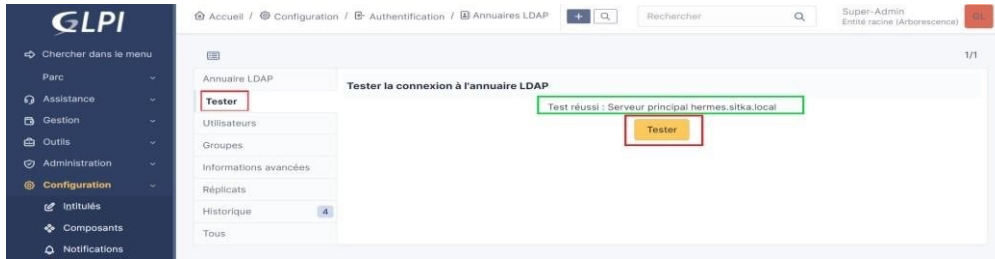 GLPI
Accueil / Configuration / Authentification / Annuaires LDAP
Rechercher
Super-Admin
Entité racine (Arborescence)
GL
Chercher dans le menu
Parc
Assistance
Gestion
Outils
Administration
Configuration
Intitulés
Composants
Notifications
1/1
Annuaire LDAP
Tester
Utilisateurs
Groupes
Informations avancées
Réplicats
Historique 4
Tous
Tester la connexion à l'annuaire LDAP
Test réussi : Serveur principal hermes.sitka.local
Tester